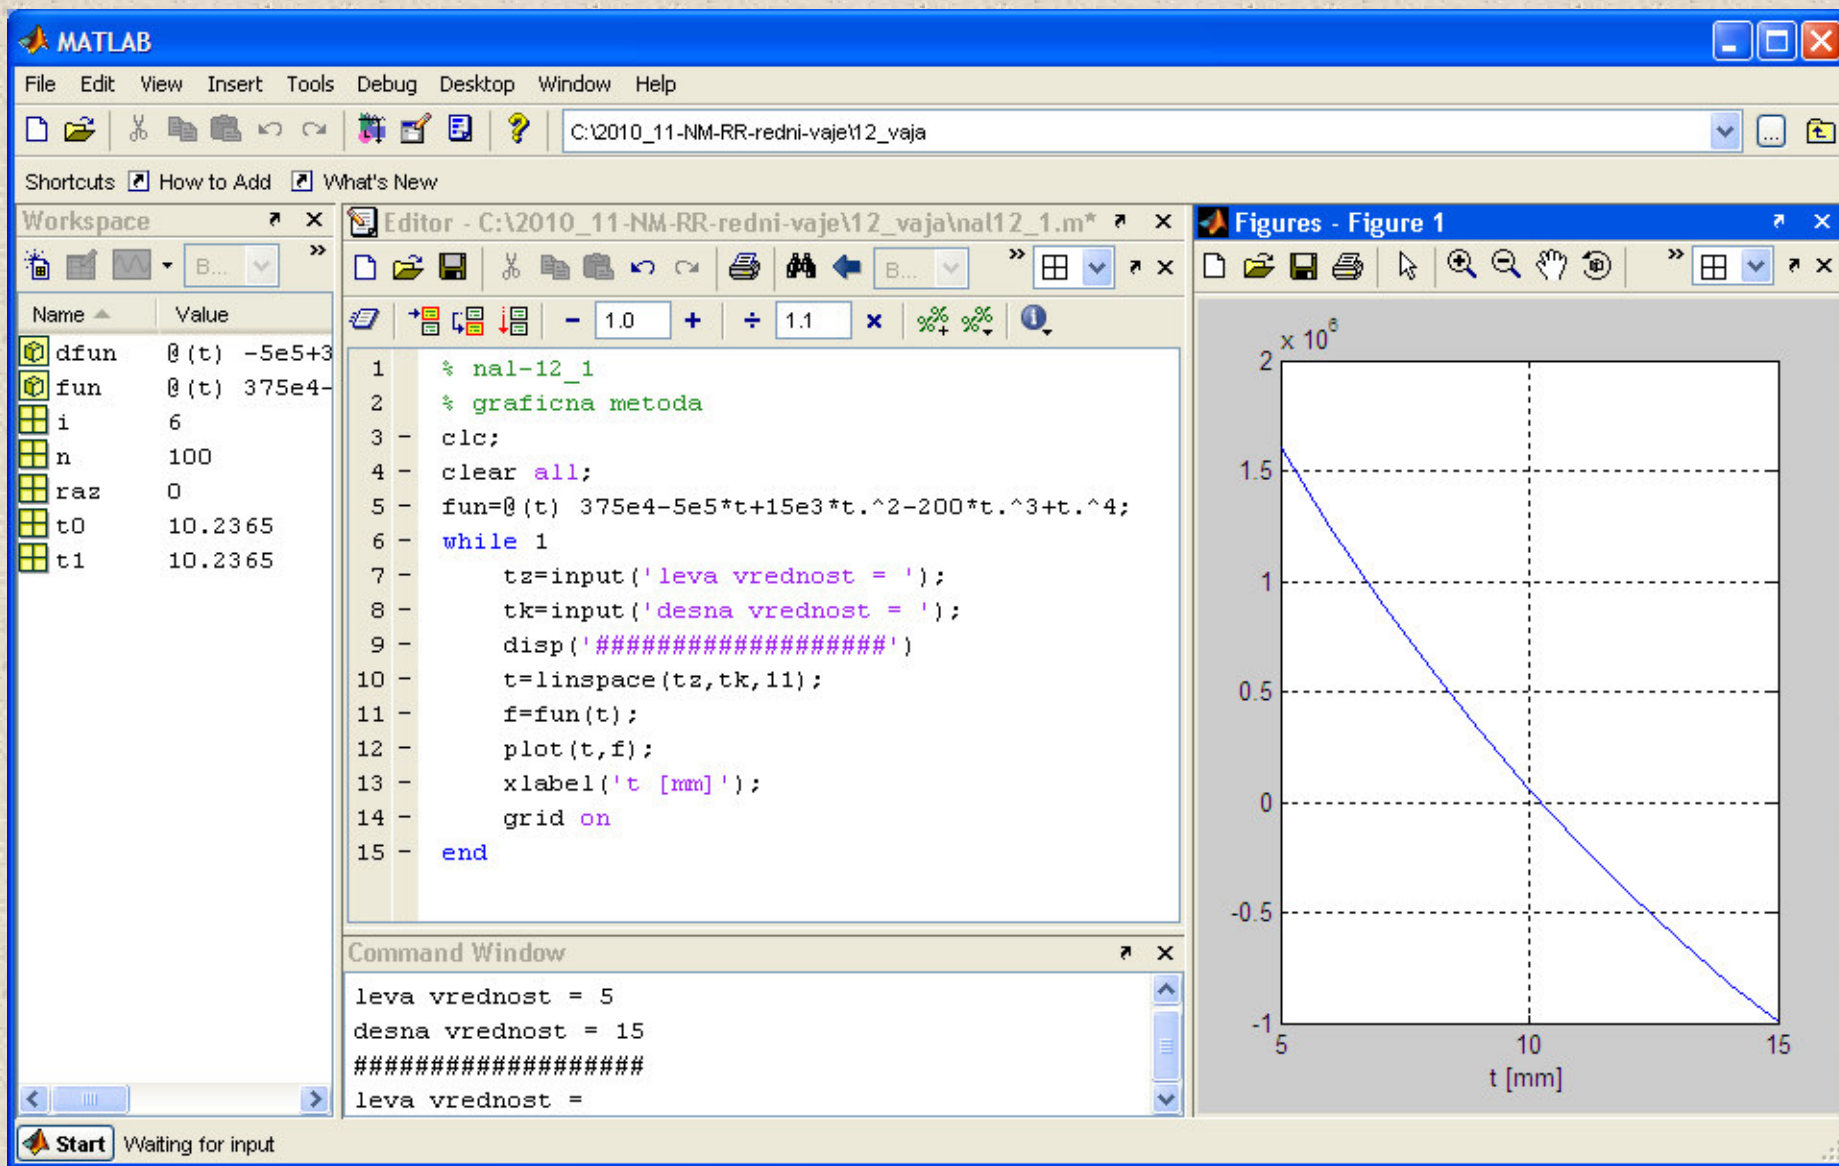 MATLAB
File Edit View Insert Tools Debug Desktop Window Help
C:\2010_11-NM-RR-redni-vaje\12_vaja
...
Shortcuts How to Add What's New
Workspace
B...
Name Value
dfun @(t) -5e5+3
fun @(t) 375e4-
i 6
n 100
raz 0
t0 10.2365
t1 10.2365
Editor - C:\2010_11-NM-RR-redni-vaje\12_vaja\nal12_1.m*
B...
- 1.0 + ÷ 1.1 ×
1 % nal-12_1
2 % graficna metoda
3 - clc;
4 - clear all;
5 - fun=@(t) 375e4-5e5*t+15e3*t.^2-200*t.^3+t.^4;
6 - while 1
7 - tz=input('leva vrednost = ');
8 - tk=input('desna vrednost = ');
9 - disp('###################')
10 - t=linspace(tz,tk,11);
11 - f=fun(t);
12 - plot(t,f);
13 - xlabel('t [mm]');
14 - grid on
15 - end
Command Window
leva vrednost = 5
desna vrednost = 15
###################
leva vrednost =
Figures - Figure 1
x 10^6
2
1.5
1
0.5
0
-0.5
-1
5 10 15
t [mm]
Start Waiting for input